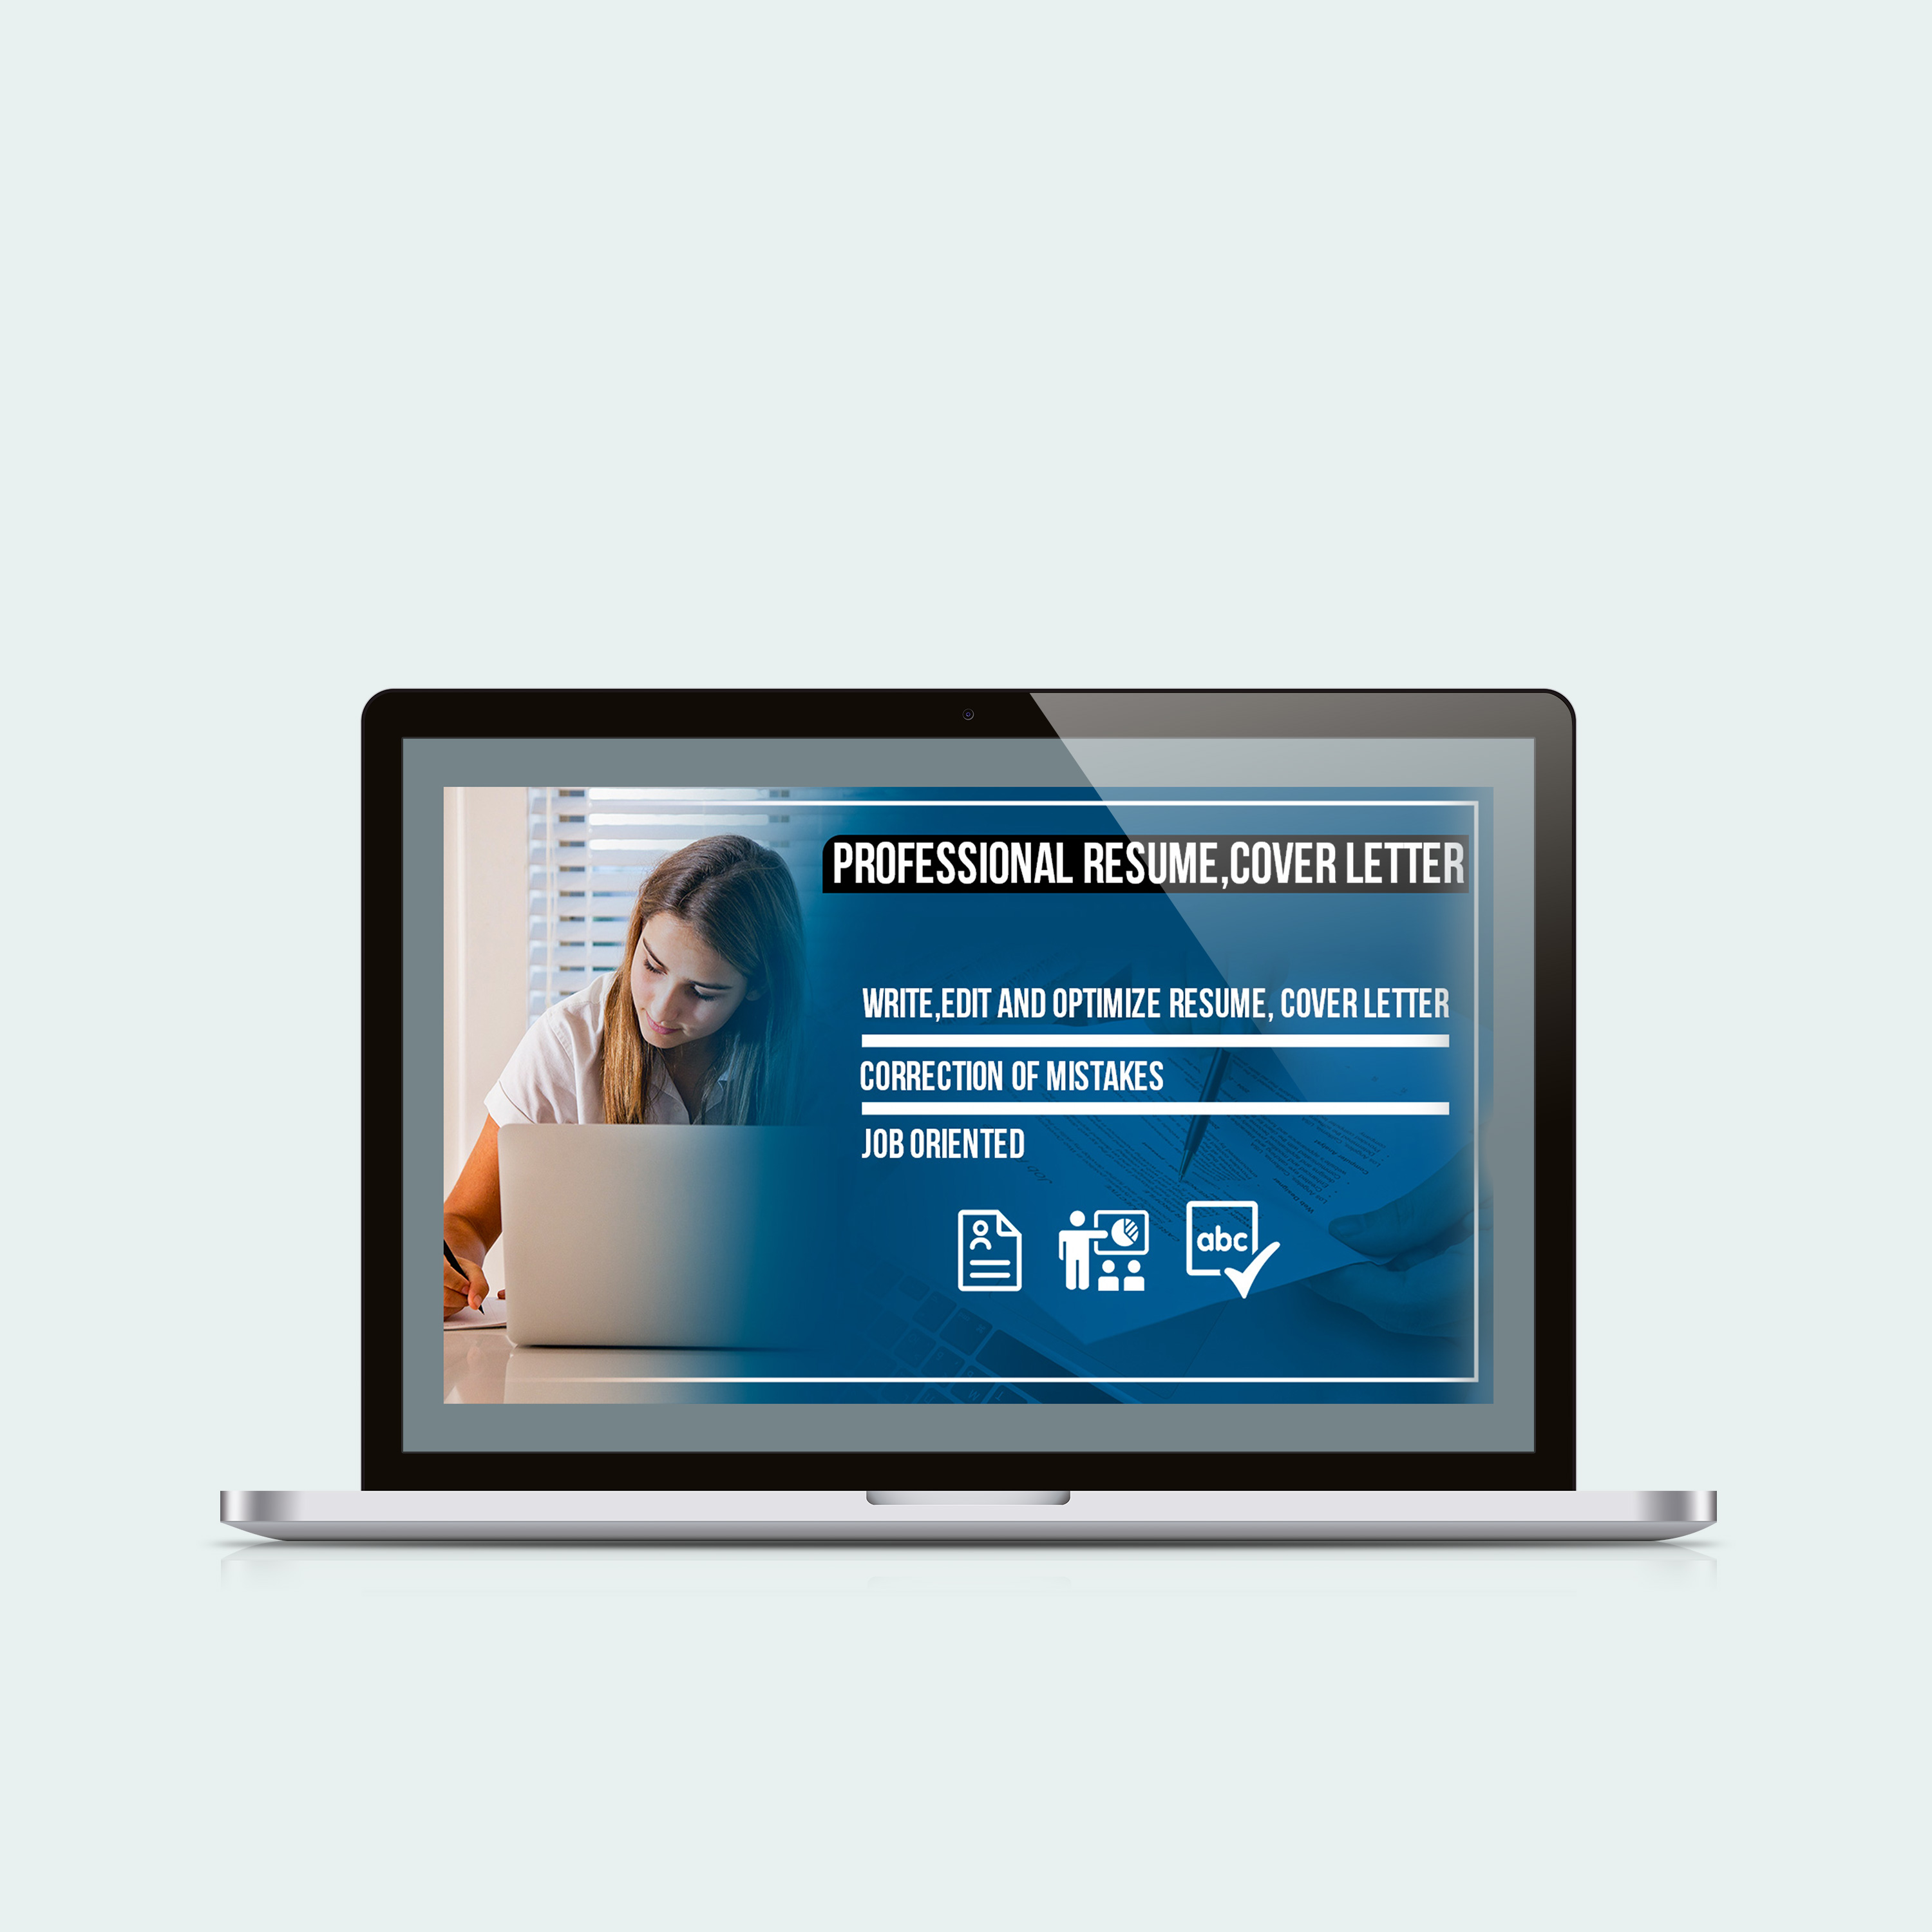 PROFESSIONAL RESUME,COVER LETTER
WRITE,EDIT AND OPTIMIZE RESUME, COVER LETTER
CORRECTION OF MISTAKES
JOB ORIENTED
abc